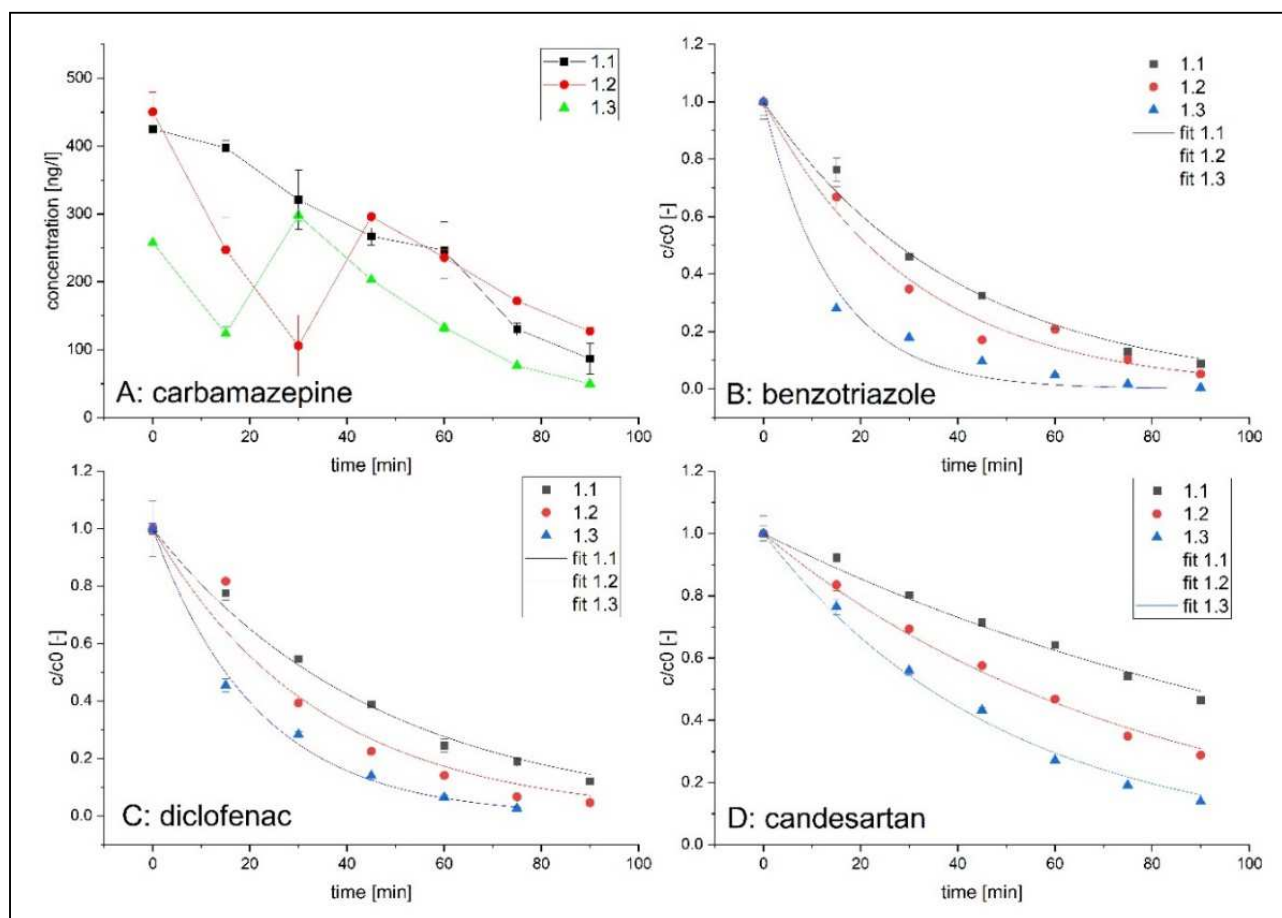 1.1
1.2
1.3
500
400
300
200
100
0
concentration [ng/l]
A: carbamazepine
0 20 40 60 80 100
time [min]
1.2
1.0
0.8
0.6
0.4
0.2
0.0
c/c0 [-]
1.1
1.2
1.3
fit 1.1
fit 1.2
fit 1.3
B: benzotriazole
0 20 40 60 80 100
time [min]
1.2
1.0
0.8
0.6
0.4
0.2
0.0
c/c0 [-]
1.1
1.2
1.3
fit 1.1
fit 1.2
fit 1.3
C: diclofenac
0 20 40 60 80 100
time [min]
1.2
1.0
0.8
0.6
0.4
0.2
0.0
c/c0 [-]
1.1
1.2
1.3
fit 1.1
fit 1.2
fit 1.3
D: candesartan
0 20 40 60 80 100
time [min]